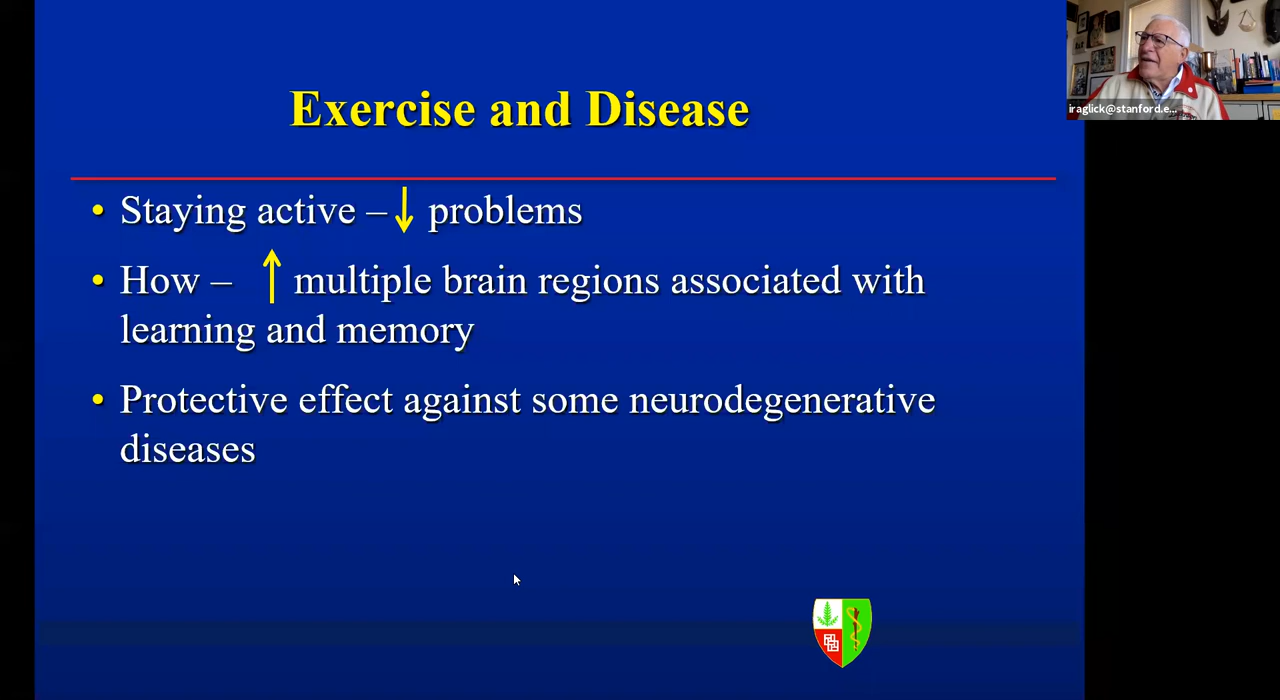 Exercise and Disease
• Staying active – ↓ problems
• How – ↑ multiple brain regions associated with
learning and memory
• Protective effect against some neurodegenerative
diseases
iraglick@stanford.e...